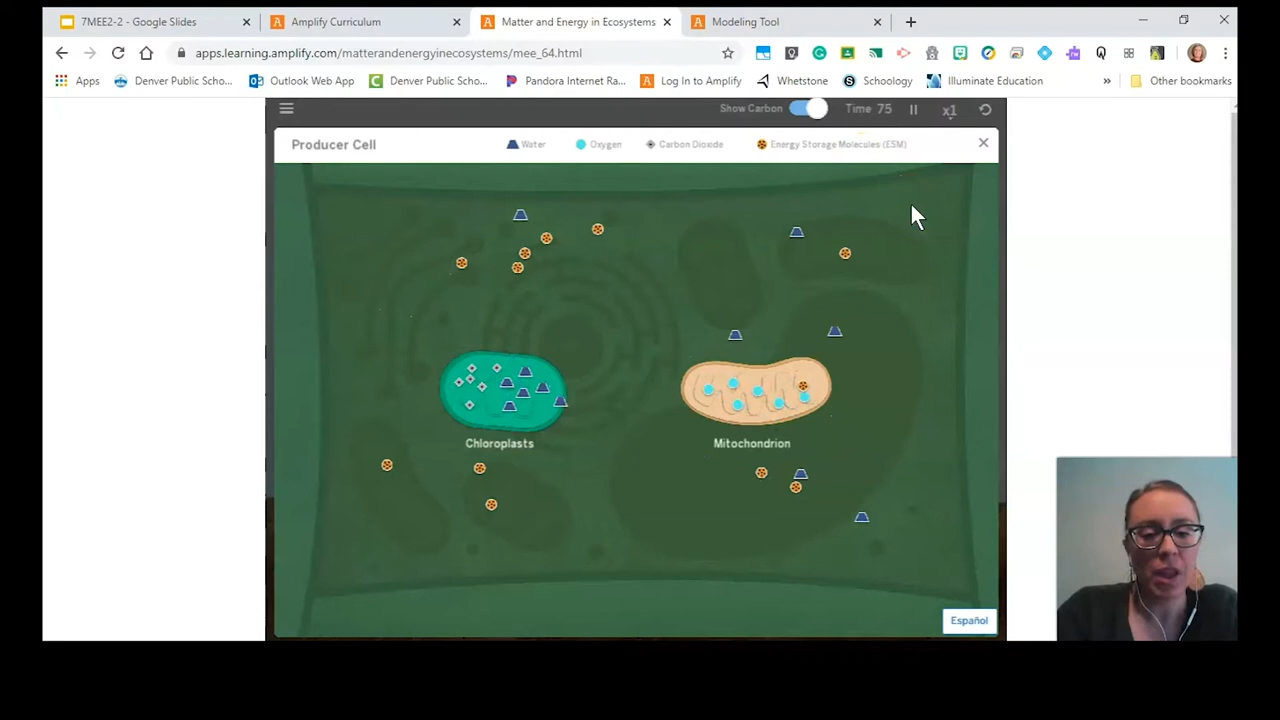 7MEE2-2 - Google Slides
Amplify Curriculum
Matter and Energy in Ecosystems
Modeling Tool
apps.learning.amplify.com/matterandenergyinecosystems/mee_64.html
Apps
Denver Public Scho...
Outlook Web App
Denver Public Scho...
Pandora Internet Ra...
Log In to Amplify
Whetstone
Schoology
Illuminate Education
Other bookmarks
Show Carbon
Time 75
x1
Producer Cell
Water
Oxygen
Carbon Dioxide
Energy Storage Molecules (ESM)
Chloroplasts
Mitochondrion
Español